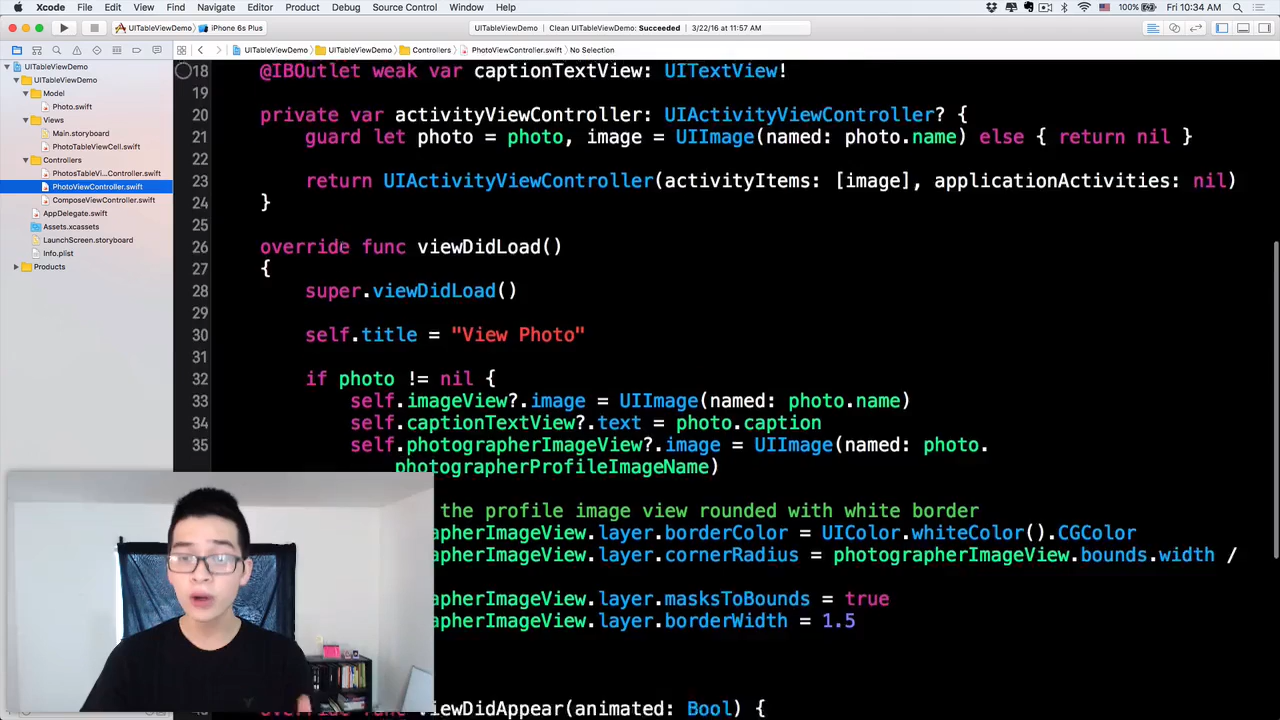 Xcode File Edit View Find Navigate Editor Product Debug Source Control Window Help 100% Fri 10:34 AM
UITableViewDemo iPhone 6s Plus UITableViewDemo Clean UITableViewDemo: Succeeded 3/22/16 at 11:57 AM
UITableViewDemo UITableViewDemo Controllers PhotoViewController.swift No Selection
UITableViewDemo
UITableViewDemo
Model
Photo.swift
Views
Main.storyboard
PhotoTableViewCell.swift
Controllers
PhotosTableVi...Controller.swift
PhotoViewController.swift
ComposeViewController.swift
AppDelegate.swift
Assets.xcassets
LaunchScreen.storyboard
Info.plist
Products
18 @IBOutlet weak var captionTextView: UITextView!
19
20 private var activityViewController: UIActivityViewController? {
21 guard let photo = photo, image = UIImage(named: photo.name) else { return nil }
22
23 return UIActivityViewController(activityItems: [image], applicationActivities: nil)
24 }
25
26 override func viewDidLoad()
27 {
28 super.viewDidLoad()
29
30 self.title = "View Photo"
31
32 if photo != nil {
33 self.imageView?.image = UIImage(named: photo.name)
34 self.captionTextView?.text = photo.caption
35 self.photographerImageView?.image = UIImage(named: photo.
photographerProfileImageName)
the profile image view rounded with white border
apherImageView.layer.borderColor = UIColor.whiteColor().CGColor
apherImageView.layer.cornerRadius = photographerImageView.bounds.width /
apherImageView.layer.masksToBounds = true
apherImageView.layer.borderWidth = 1.5
viewDidAppear(animated: Bool) {